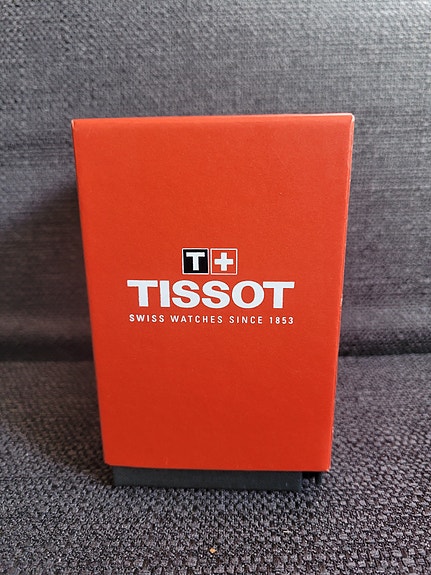 T+
TISSOT
SWISS WATCHES SINCE 1853